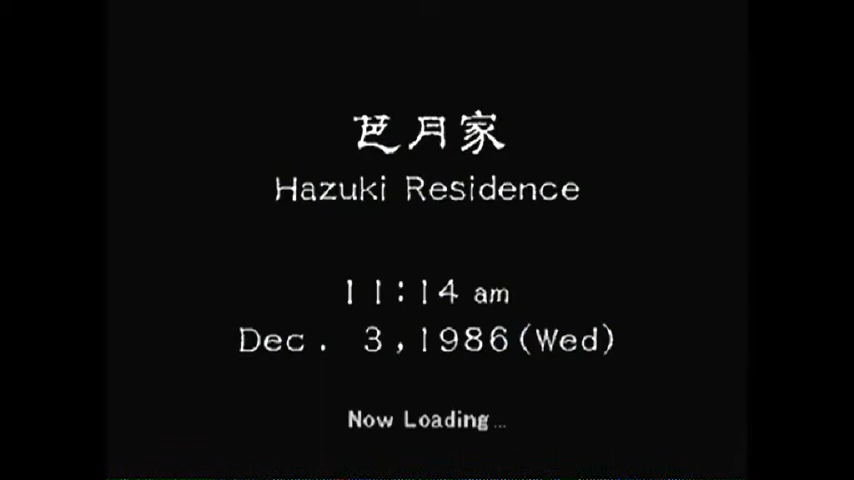 芭月家
Hazuki Residence
11:14 am
Dec. 3,1986(Wed)
Now Loading...